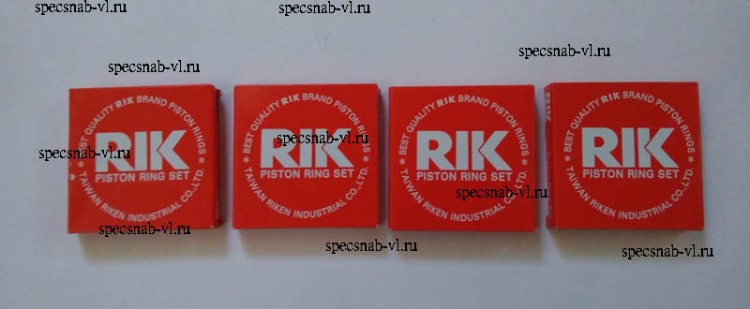 specsnab-vl.ru
specsnab-vl.ru
specsnab-vl.ru
specsnab-vl.ru
BEST QUALITY RIK BRAND PISTON RINGS
RIK
PISTON RING SET
TAIWAN RIKEN INDUSTRIAL CO.,LTD.
specsnab-vl.ru
BEST QUALITY RIK BRAND PISTON RINGS
RIK
PISTON RING SET
TAIWAN RIKEN INDUSTRIAL CO.,LTD.
specsnab-vl.ru
BEST QUALITY RIK BRAND PISTON RINGS
RIK
PISTON RING SET
TAIWAN RIKEN INDUSTRIAL CO.,LTD.
specsnab-vl.ru
BEST QUALITY RIK BRAND PISTON RINGS
RIK
PISTON RING SET
TAIWAN RIKEN INDUSTRIAL CO.,LTD.
specsnab-vl.ru
specsnab-vl.ru
specsnab-vl.ru